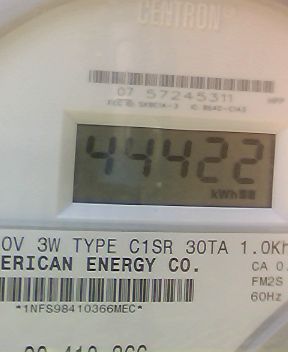 CENTRON
07 57245311
44422
kWh
0V 3W TYPE C1SR 30TA 1.0Kh
ERICAN ENERGY CO.
CA 0.
FM2S
60Hz
*1NFS98410366MEC*